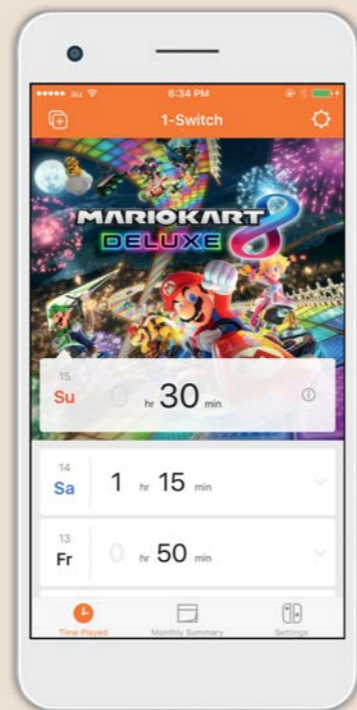 au 6:34 PM
1-Switch
MARIOKART 8
DELUXE
15
Su 0 hr 30 min
14
Sa 1 hr 15 min
13
Fr 0 hr 50 min
Time Played Monthly Summary Settings